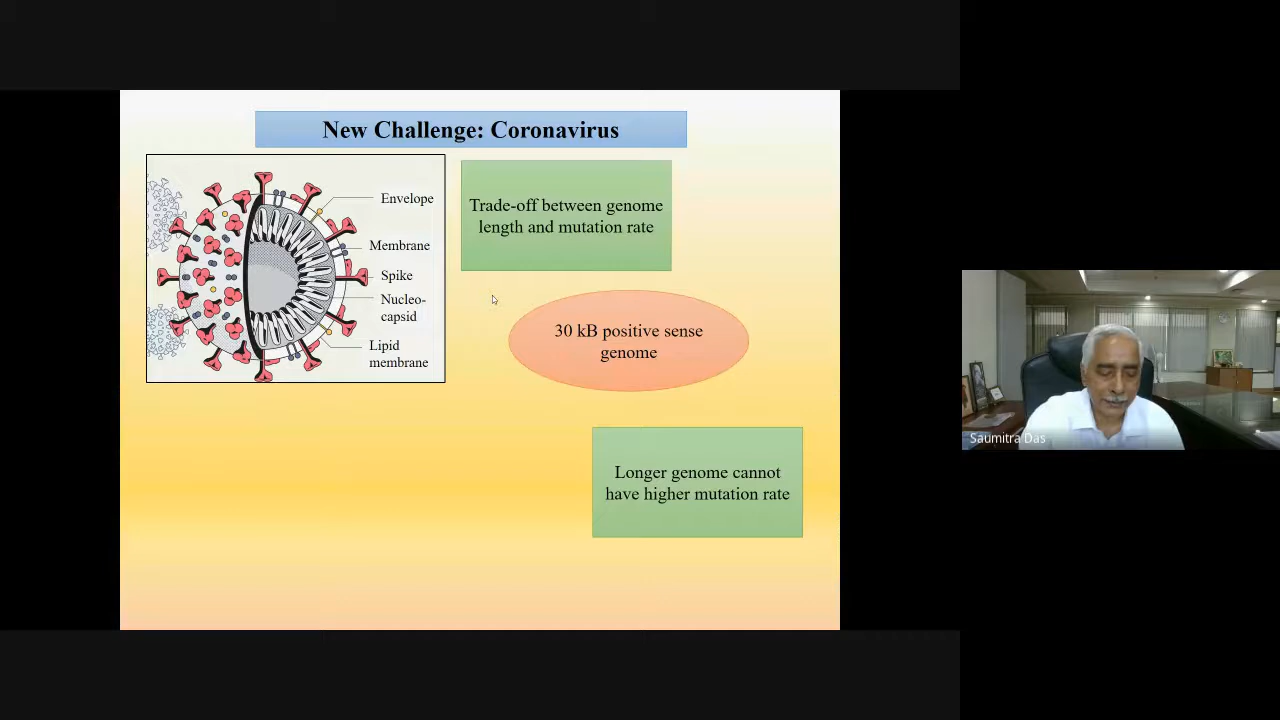 New Challenge: Coronavirus
Envelope
Membrane
Spike
Nucleo-
capsid
Lipid
membrane
Trade-off between genome
length and mutation rate
30 kB positive sense
genome
Longer genome cannot
have higher mutation rate
Saumitra Das